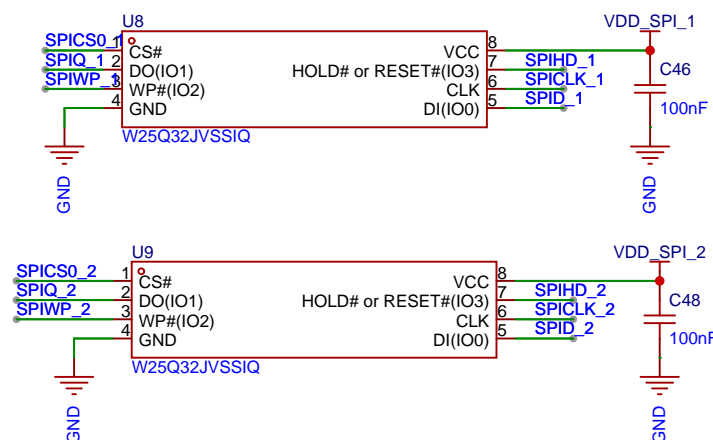 U8
VDD_SPI_1
SPICS0_1
1
CS#
VCC
8
SPIQ_1
2
DO(IO1)
HOLD# or RESET#(IO3)
7
SPIHD_1
SPIWP_1
3
WP#(IO2)
CLK
6
SPICLK_1
4
GND
DI(IO0)
5
SPID_1
C46
100nF
W25Q32JVSSIQ
GND
GND
U9
VDD_SPI_2
SPICS0_2
1
CS#
VCC
8
SPIQ_2
2
DO(IO1)
HOLD# or RESET#(IO3)
7
SPIHD_2
SPIWP_2
3
WP#(IO2)
CLK
6
SPICLK_2
4
GND
DI(IO0)
5
SPID_2
C48
100nF
W25Q32JVSSIQ
GND
GND